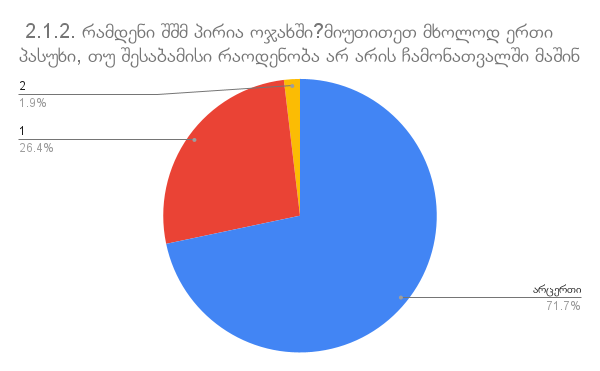 2.1.2. რამდენი შშმ პირია ოჯახში?მიუთითეთ მხოლოდ ერთი
პასუხი, თუ შესაბამისი რაოდენობა არ არის ჩამონათვალში მაშინ
2
1.9%
1
26.4%
არცერთი
71.7%